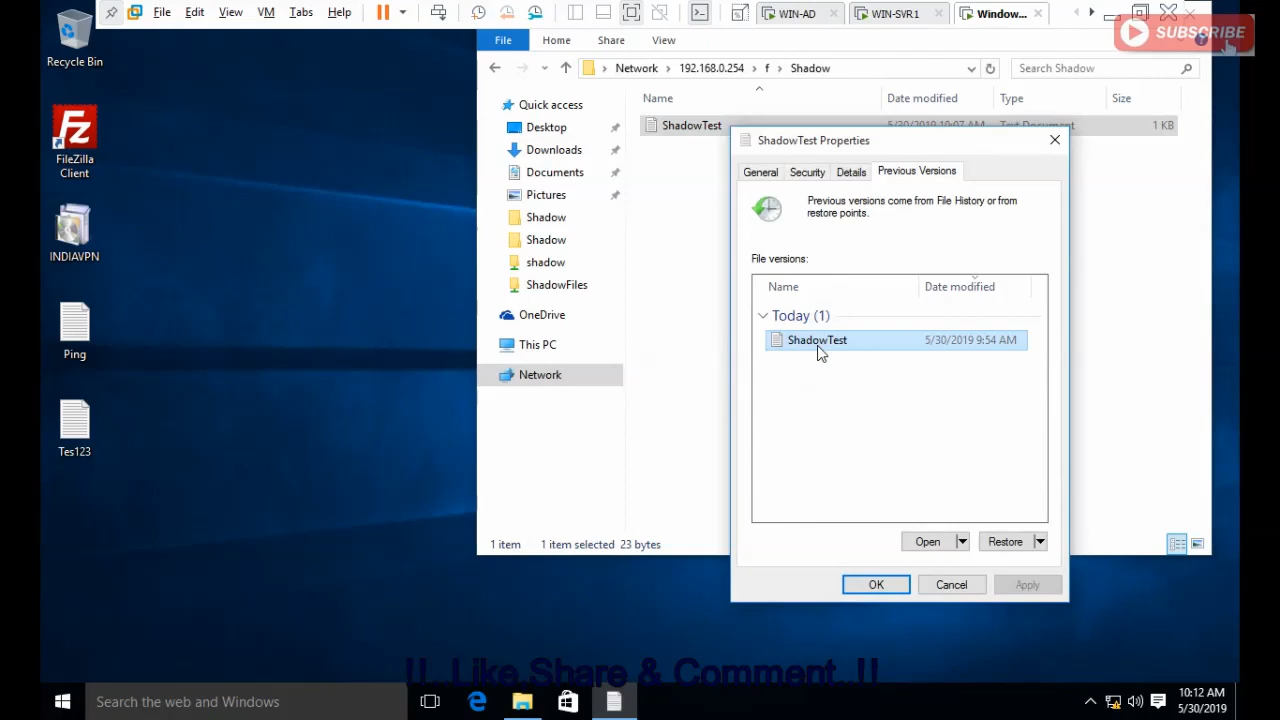 File Edit View VM Tabs Help WIN-AD WIN-SVR1 Window...
SUBSCRIBE
File Home Share View
Network 192.168.0.254 f Shadow Search Shadow
Name Date modified Type Size
ShadowTest 5/30/2019 10:07 AM Text Document 1 KB
Quick access
Desktop
Downloads
Documents
Pictures
Shadow
Shadow
shadow
ShadowFiles
OneDrive
This PC
Network
1 item 1 item selected 23 bytes
ShadowTest Properties
General Security Details Previous Versions
Previous versions come from File History or from
restore points.
File versions:
Name Date modified
Today (1)
ShadowTest 5/30/2019 9:54 AM
Open Restore
OK Cancel Apply
Recycle Bin
FileZilla
Client
INDIAVPN
Ping
Tes123
!!..Like,Share & Comment..!!
Search the web and Windows
10:12 AM
5/30/2019